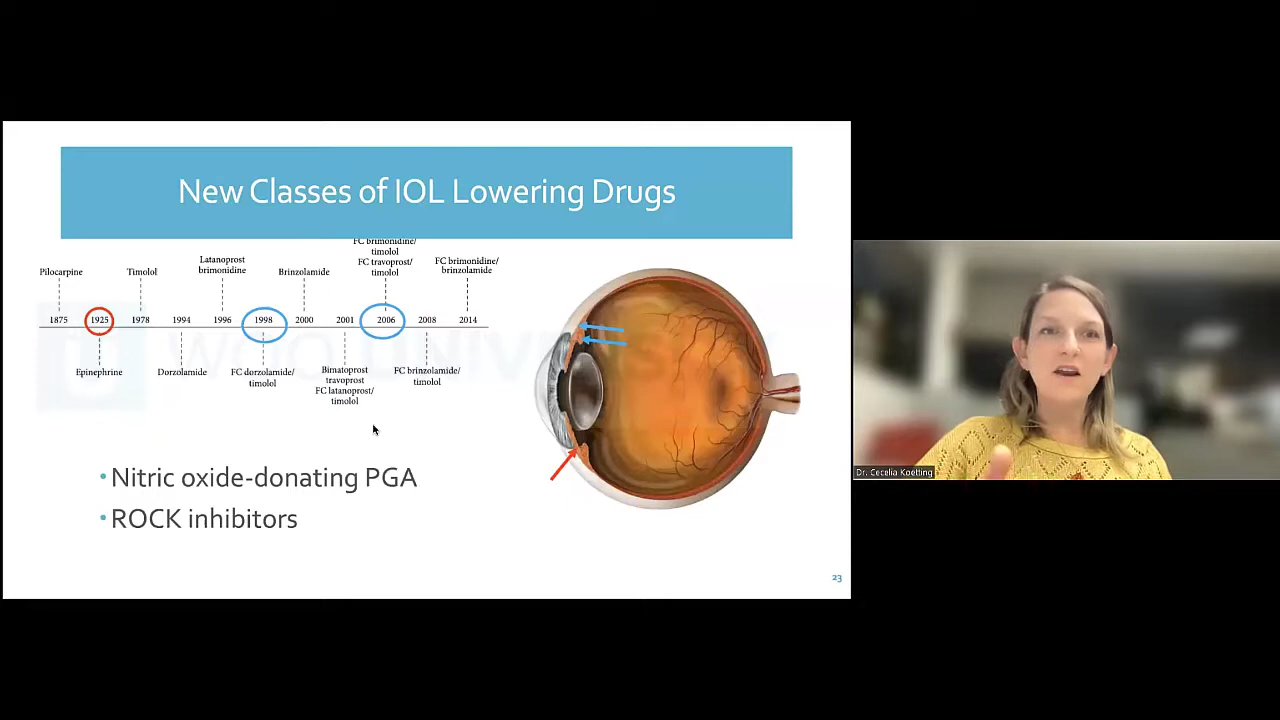 New Classes of IOL Lowering Drugs
FC brimonidine/
timolol
FC travoprost/
timolol
Latanoprost
brimonidine
FC brimonidine/
brinzolamide
Pilocarpine
Timolol
Brinzolamide
1875 1925 1978 1994 1996 1998 2000 2001 2006 2008 2014
Epinephrine
Dorzolamide
FC dorzolamide/
timolol
Bimatoprost
travoprost
FC latanoprost/
timolol
FC brinzolamide/
timolol
• Nitric oxide-donating PGA
• ROCK inhibitors
23
Dr. Cecelia Koetting